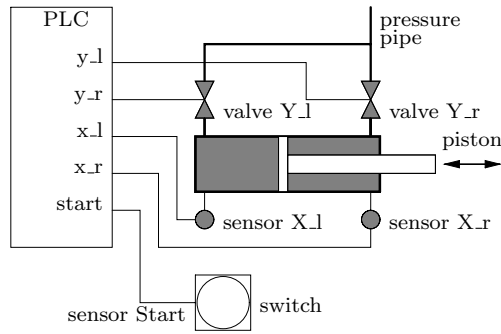 PLC
pressure
pipe
y_l
y_r
valve Y_l
valve Y_r
x_l
piston
x_r
start
sensor X_l
sensor X_r
sensor Start
switch